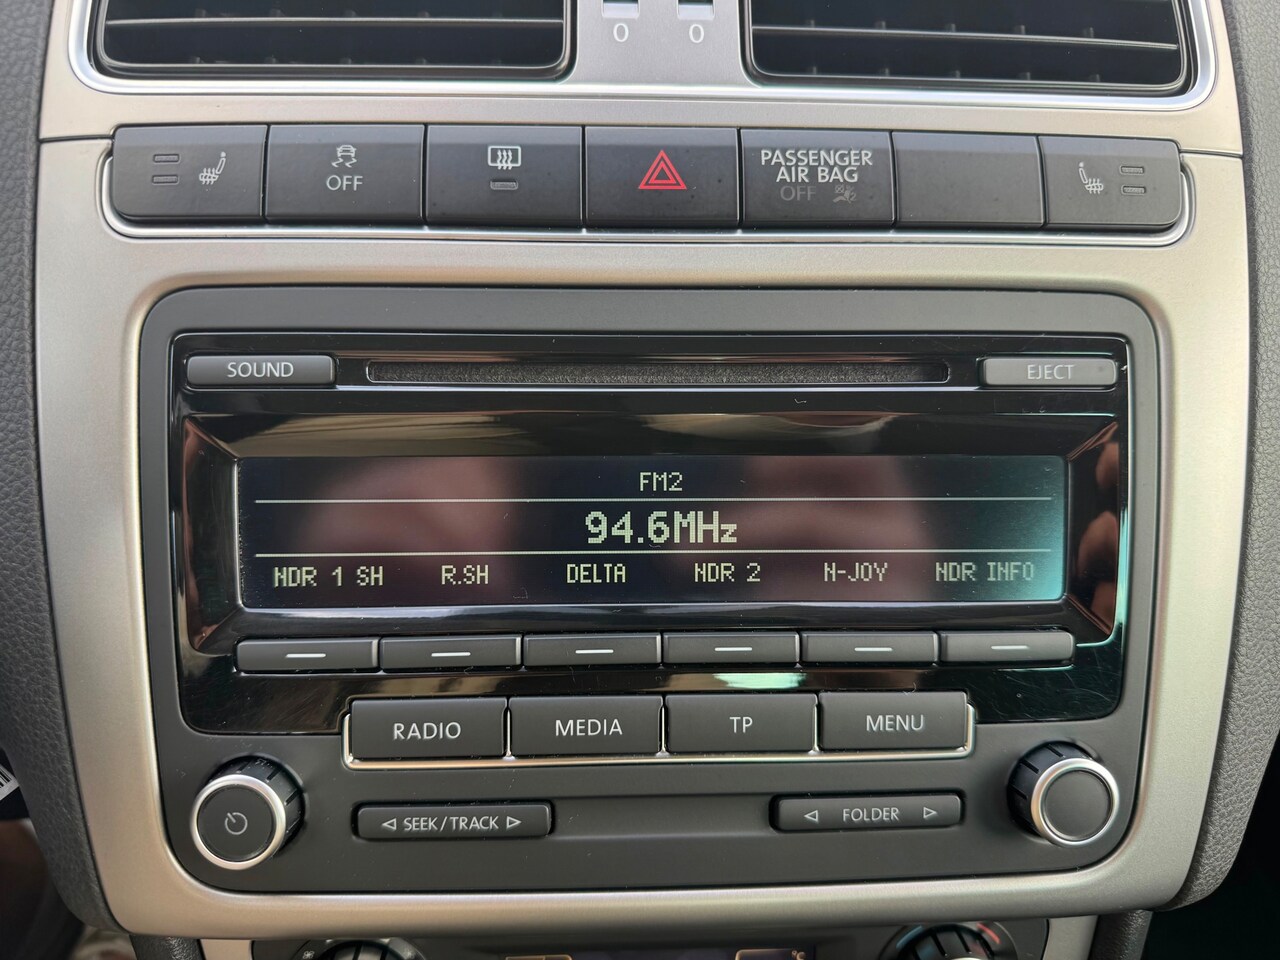 0 0
OFF
PASSENGER
AIR BAG
OFF
SOUND
EJECT
FM2
94.6MHz
NDR 1 SH R.SH DELTA NDR 2 N-JOY NDR INFO
RADIO MEDIA TP MENU
SEEK/TRACK
FOLDER